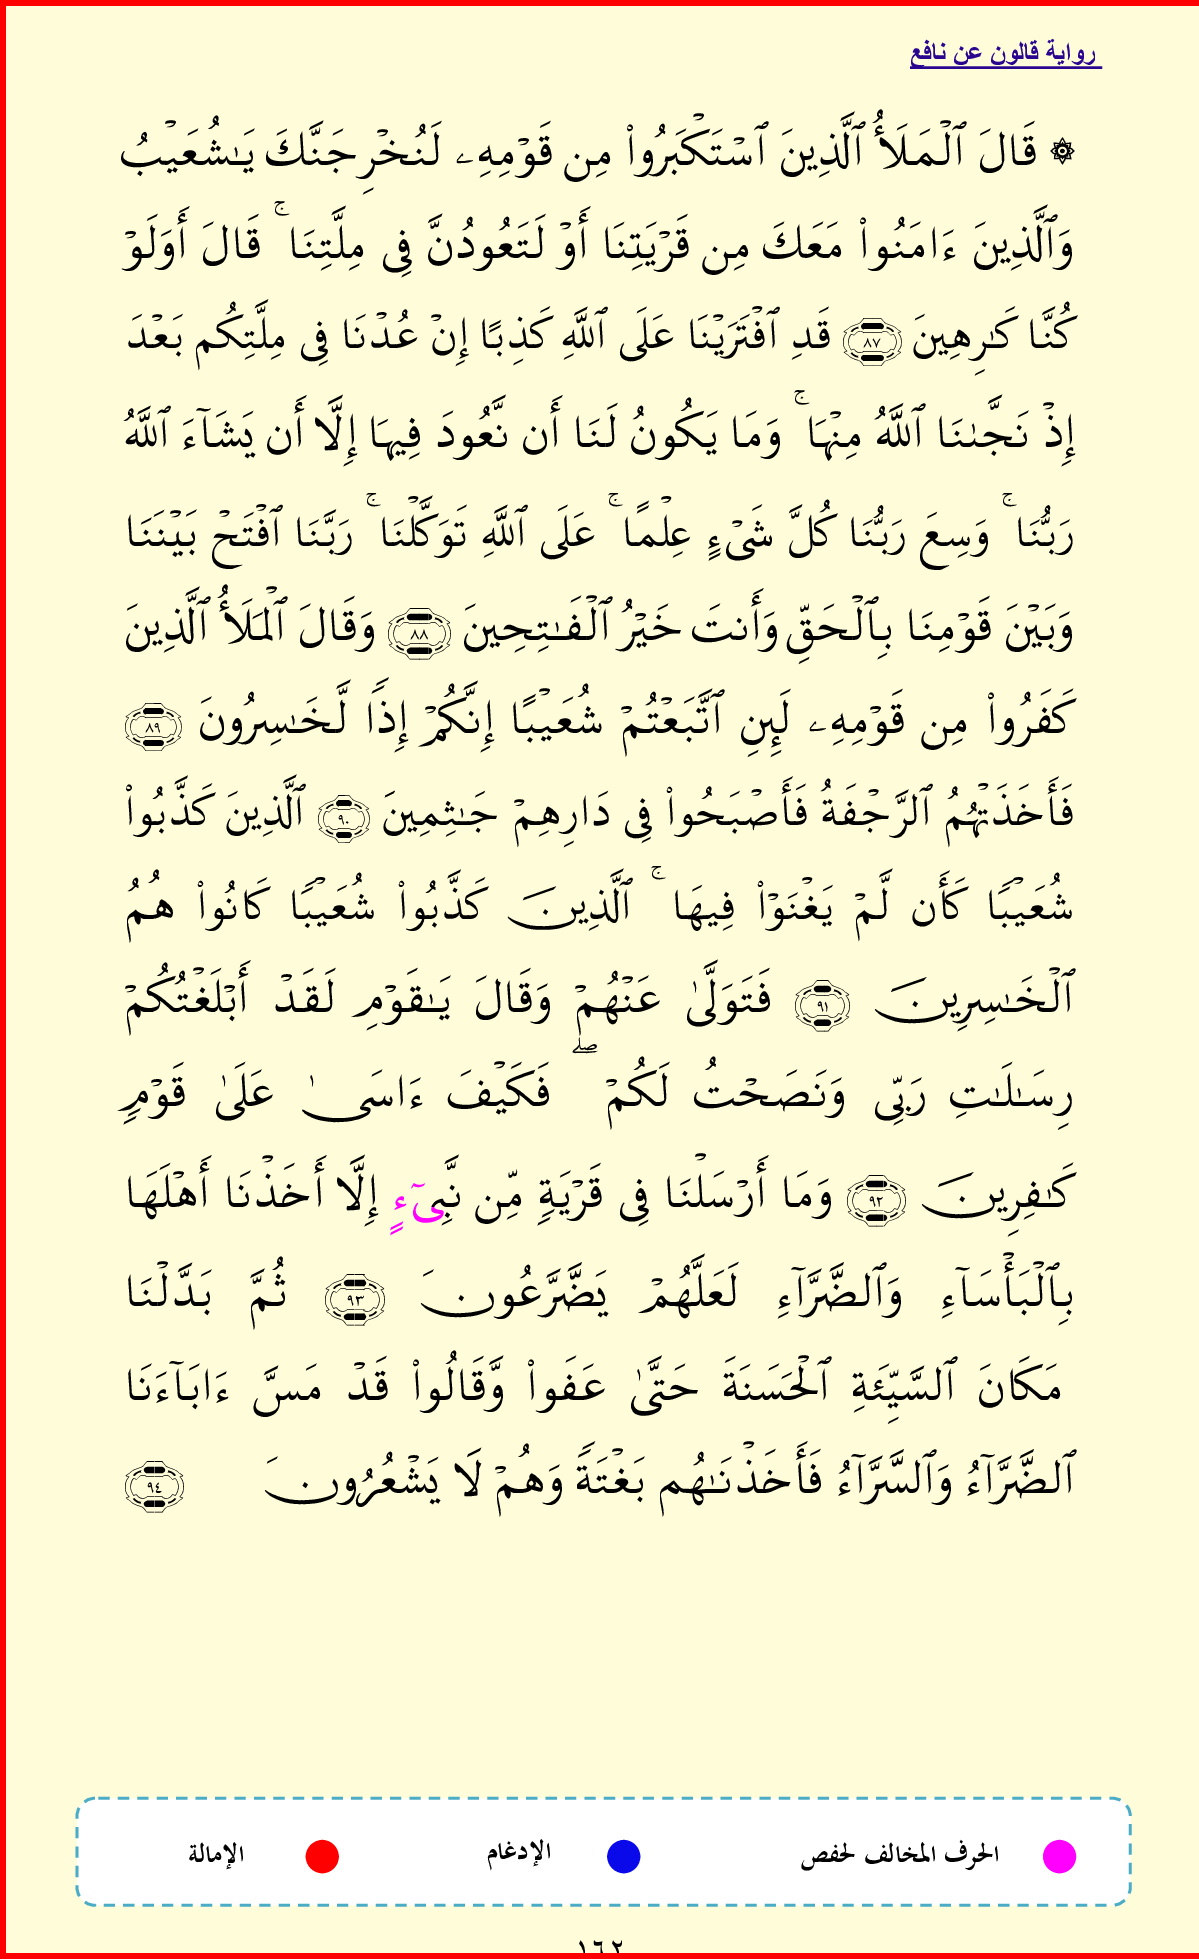 رواية قالون عن نافع
۞ قَالَ ٱلۡمَلَأُ ٱلَّذِينَ ٱسۡتَكۡبَرُواْ مِن قَوۡمِهِۦ لَنُخۡرِجَنَّكَ يَٰشُعَيۡبُ
وَٱلَّذِينَ ءَامَنُواْ مَعَكَ مِن قَرۡيَتِنَا أَوۡ لَتَعُودُنَّ فِى مِلَّتِنَا ۚ قَالَ أَوَلَوۡ
كُنَّا كَٰرِهِينَ ٨٧ قَدِ ٱفۡتَرَيۡنَا عَلَى ٱللَّهِ كَذِبًا إِنۡ عُدۡنَا فِى مِلَّتِكُم بَعۡدَ
إِذۡ نَجَّىٰنَا ٱللَّهُ مِنۡهَا ۚ وَمَا يَكُونُ لَنَا أَن نَّعُودَ فِيهَا إِلَّا أَن يَشَآءَ ٱللَّهُ
رَبُّنَا ۚ وَسِعَ رَبُّنَا كُلَّ شَىۡءٍ عِلۡمًا ۚ عَلَى ٱللَّهِ تَوَكَّلۡنَا ۚ رَبَّنَا ٱفۡتَحۡ بَيۡنَنَا
وَبَيۡنَ قَوۡمِنَا بِٱلۡحَقِّ وَأَنتَ خَيۡرُ ٱلۡفَٰتِحِينَ ٨٨ وَقَالَ ٱلۡمَلَأُ ٱلَّذِينَ
كَفَرُواْ مِن قَوۡمِهِۦ لَئِنِ ٱتَّبَعۡتُمۡ شُعَيۡبًا إِنَّكُمۡ إِذًا لَّخَٰسِرُونَ ٨٩
فَأَخَذَتۡهُمُ ٱلرَّجۡفَةُ فَأَصۡبَحُواْ فِى دَارِهِمۡ جَٰثِمِينَ ٩٠ ٱلَّذِينَ كَذَّبُواْ
شُعَيۡبًا كَأَن لَّمۡ يَغۡنَوۡاْ فِيهَا ۚ ٱلَّذِينَ كَذَّبُواْ شُعَيۡبًا كَانُواْ هُمُ
ٱلۡخَٰسِرِينَ ٩١ فَتَوَلَّىٰ عَنۡهُمۡ وَقَالَ يَٰقَوۡمِ لَقَدۡ أَبۡلَغۡتُكُمۡ
رِسَٰلَٰتِ رَبِّى وَنَصَحۡتُ لَكُمۡ ۖ فَكَيۡفَ ءَاسَىٰ عَلَىٰ قَوۡمٍ
كَٰفِرِينَ ٩٢ وَمَا أَرۡسَلۡنَا فِى قَرۡيَةٍ مِّن نَّبِىٓءٍ إِلَّا أَخَذۡنَا أَهۡلَهَا
بِٱلۡبَأۡسَآءِ وَٱلضَّرَّآءِ لَعَلَّهُمۡ يَضَّرَّعُونَ ٩٣ ثُمَّ بَدَّلۡنَا
مَكَانَ ٱلسَّيِّئَةِ ٱلۡحَسَنَةَ حَتَّىٰ عَفَواْ وَّقَالُواْ قَدۡ مَسَّ ءَابَآءَنَا
ٱلضَّرَّآءُ وَٱلسَّرَّآءُ فَأَخَذۡنَٰهُم بَغۡتَةً وَهُمۡ لَا يَشۡعُرُونَ ٩٤
الحرف المخالف لحفص الإدغام الإمالة
١٦٢